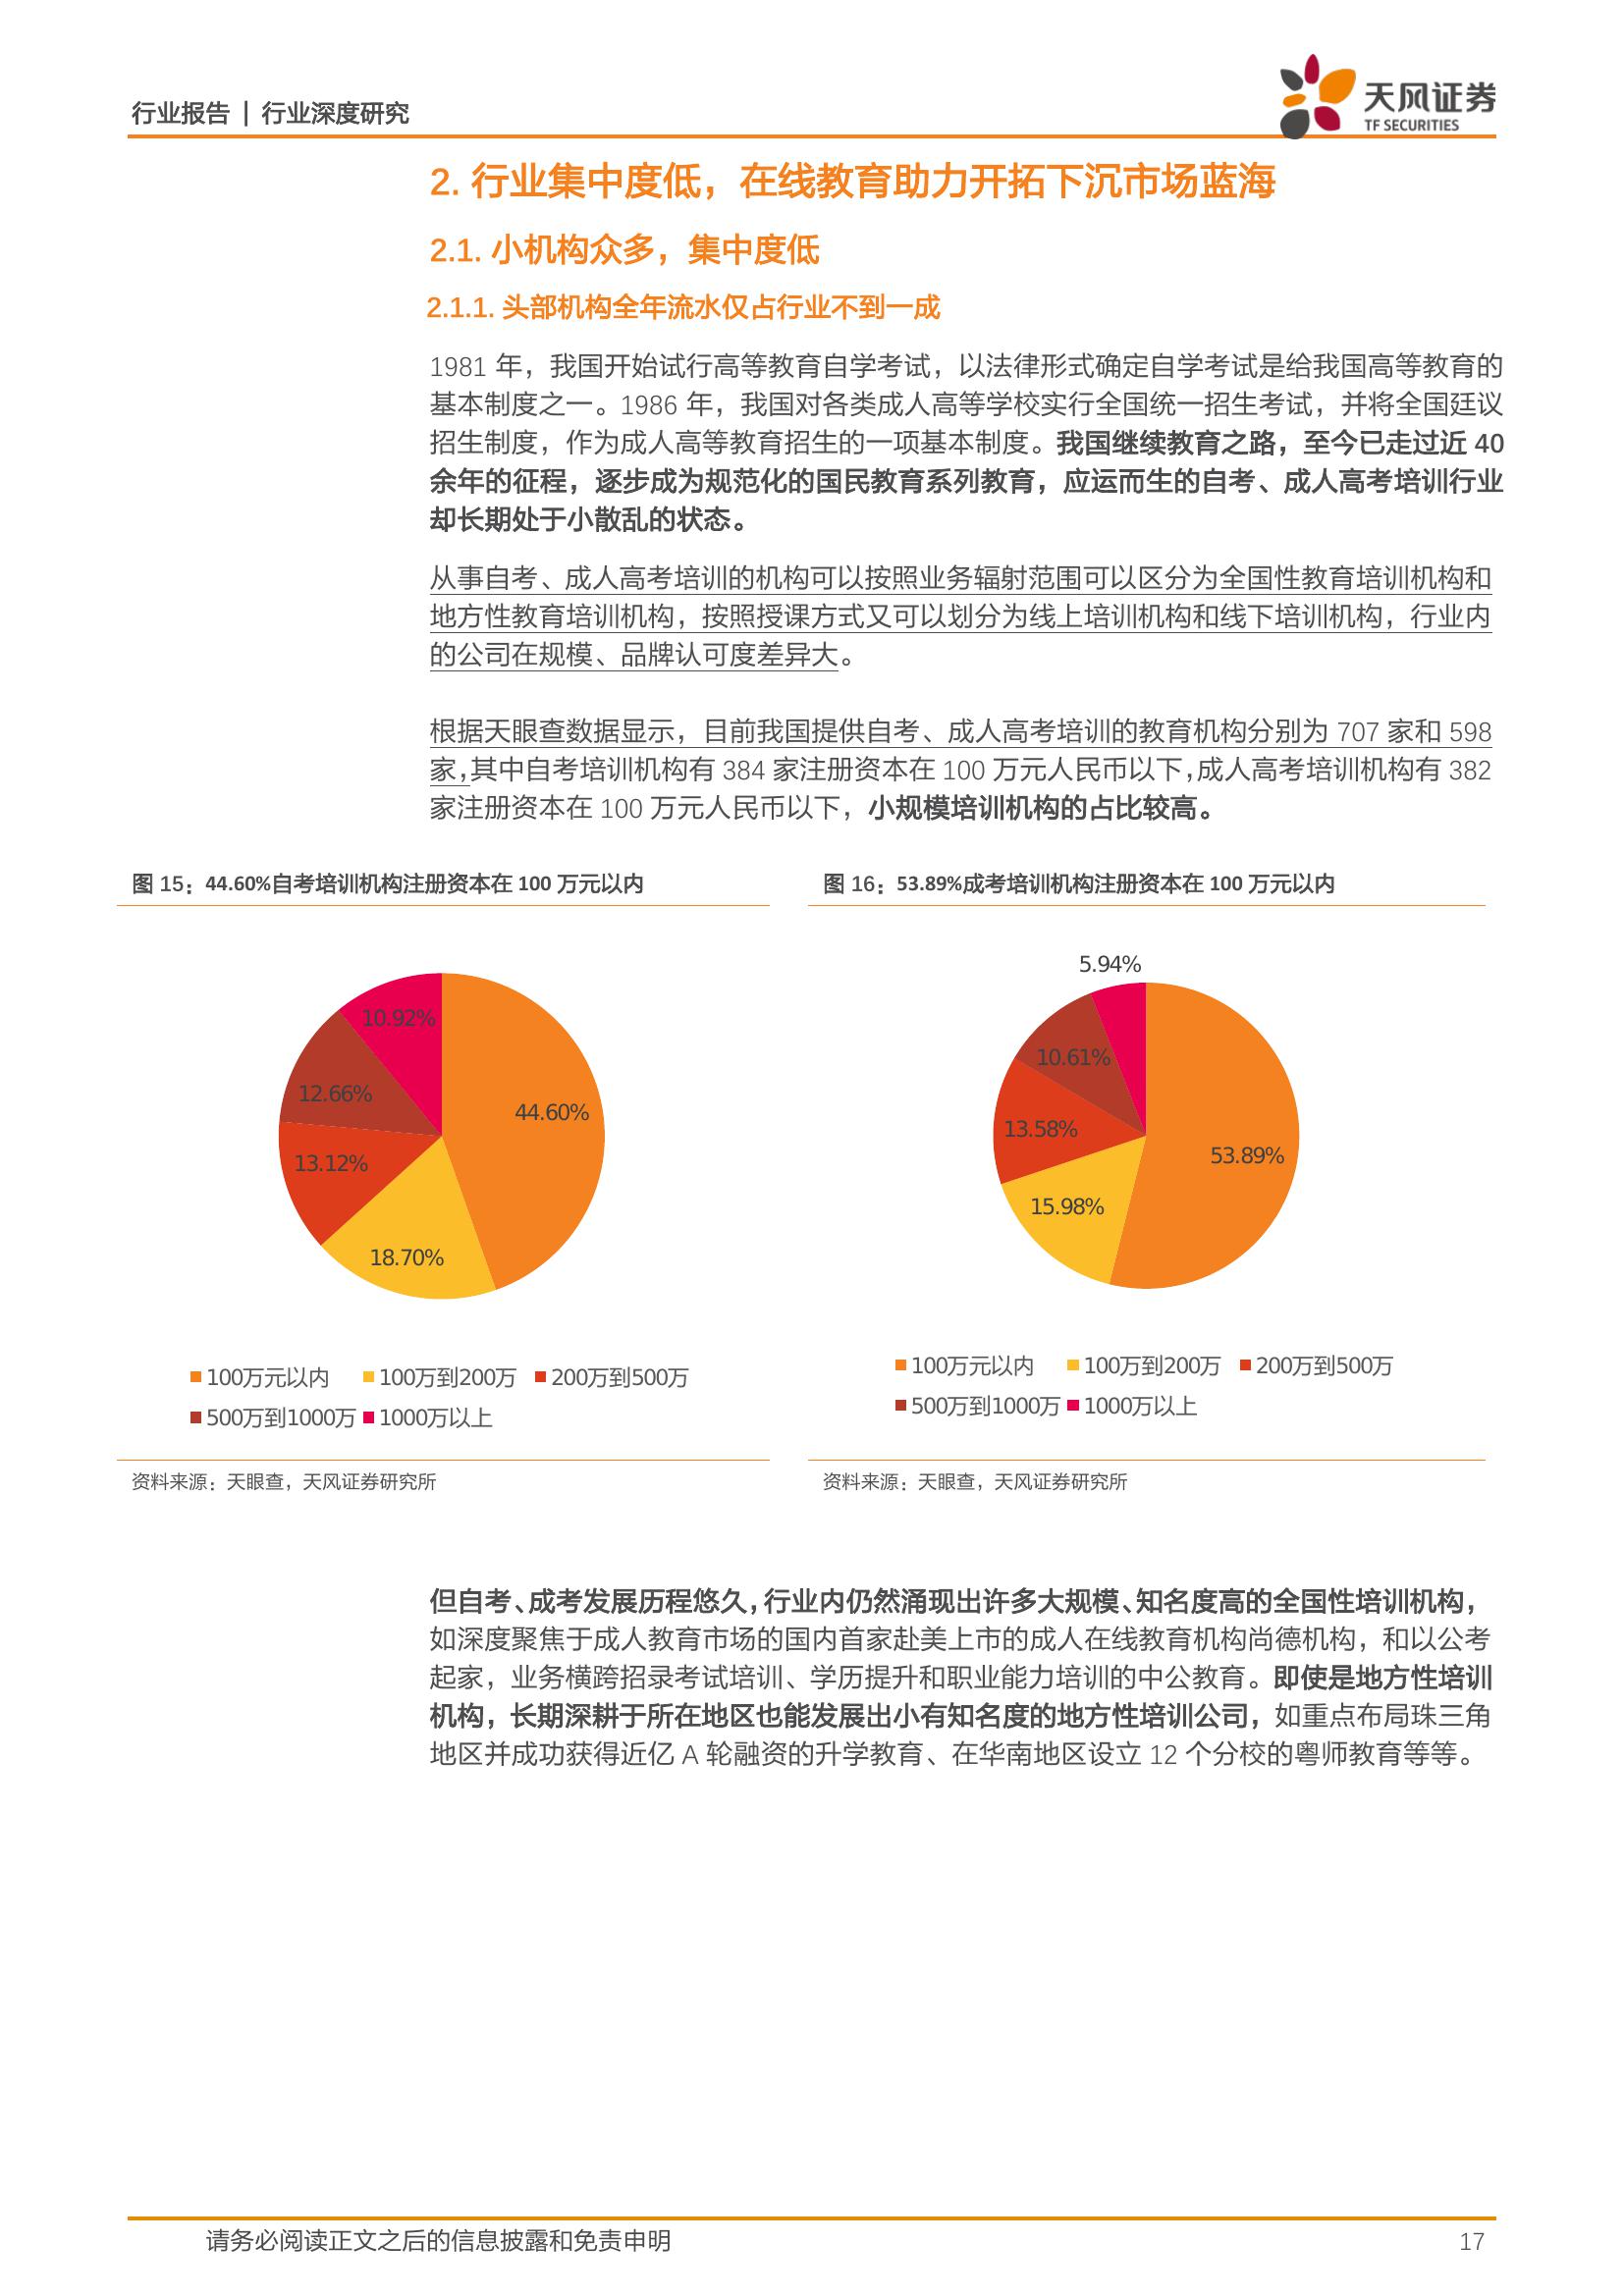 行业报告 | 行业深度研究
天风证券
TF SECURITIES
2. 行业集中度低，在线教育助力开拓下沉市场蓝海
2.1. 小机构众多，集中度低
2.1.1. 头部机构全年流水仅占行业不到一成
1981 年，我国开始试行高等教育自学考试，以法律形式确定自学考试是给我国高等教育的
基本制度之一。1986 年，我国对各类成人高等学校实行全国统一招生考试，并将全国廷议
招生制度，作为成人高等教育招生的一项基本制度。我国继续教育之路，至今已走过近 40
余年的征程，逐步成为规范化的国民教育系列教育，应运而生的自考、成人高考培训行业
却长期处于小散乱的状态。
从事自考、成人高考培训的机构可以按照业务辐射范围可以区分为全国性教育培训机构和
地方性教育培训机构，按照授课方式又可以划分为线上培训机构和线下培训机构，行业内
的公司在规模、品牌认可度差异大。
根据天眼查数据显示，目前我国提供自考、成人高考培训的教育机构分别为 707 家和 598
家，其中自考培训机构有 384 家注册资本在 100 万元人民币以下，成人高考培训机构有 382
家注册资本在 100 万元人民币以下，小规模培训机构的占比较高。
图 15：44.60%自考培训机构注册资本在 100 万元以内
10.92%
12.66%
44.60%
13.12%
18.70%
100万元以内 100万到200万 200万到500万
500万到1000万 1000万以上
资料来源：天眼查，天风证券研究所
图 16：53.89%成考培训机构注册资本在 100 万元以内
5.94%
10.61%
13.58%
53.89%
15.98%
100万元以内 100万到200万 200万到500万
500万到1000万 1000万以上
资料来源：天眼查，天风证券研究所
但自考、成考发展历程悠久，行业内仍然涌现出许多大规模、知名度高的全国性培训机构，
如深度聚焦于成人教育市场的国内首家赴美上市的成人在线教育机构尚德机构，和以公考
起家，业务横跨招录考试培训、学历提升和职业能力培训的中公教育。即使是地方性培训
机构，长期深耕于所在地区也能发展出小有知名度的地方性培训公司，如重点布局珠三角
地区并成功获得近亿 A 轮融资的升学教育、在华南地区设立 12 个分校的粤师教育等等。
请务必阅读正文之后的信息披露和免责申明
17